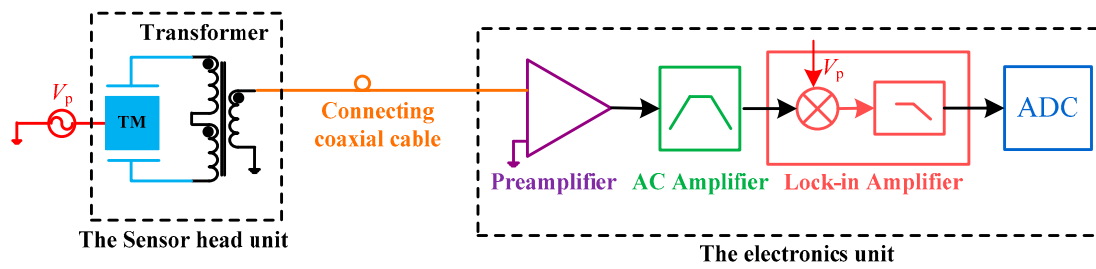 Transformer
Vp
TM
Connecting
coaxial cable
Vp
ADC
Preamplifier
AC Amplifier
Lock-in Amplifier
The Sensor head unit
The electronics unit